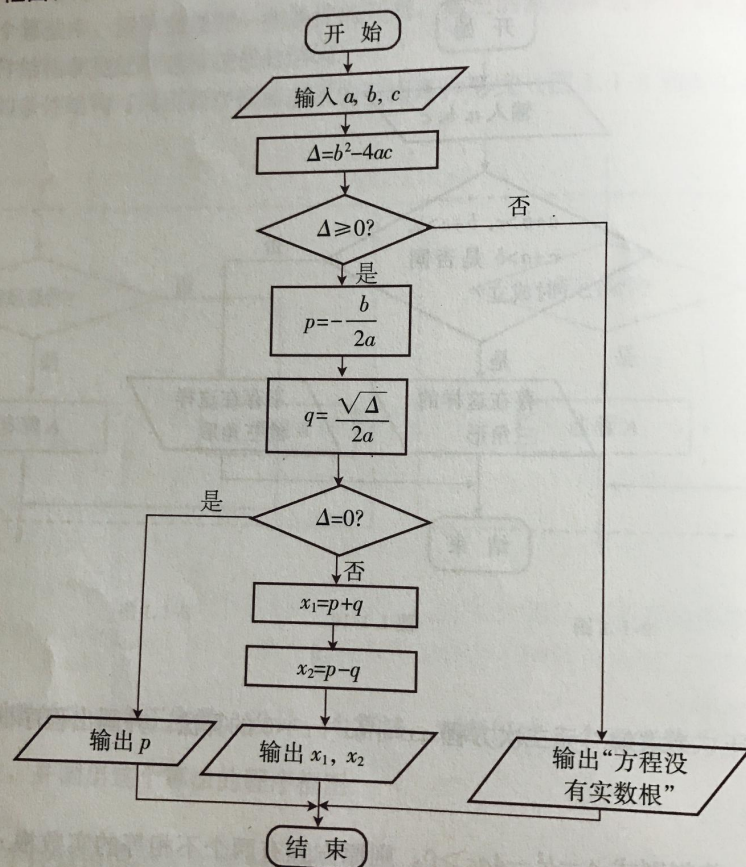 开 始
输入 a, b, c
Δ=b²-4ac
Δ≥0?
否
是
p=-b/2a
q=√Δ/2a
是
Δ=0?
否
x₁=p+q
x₂=p-q
输出 p
输出 x₁, x₂
输出“方程没
有实数根”
结 束